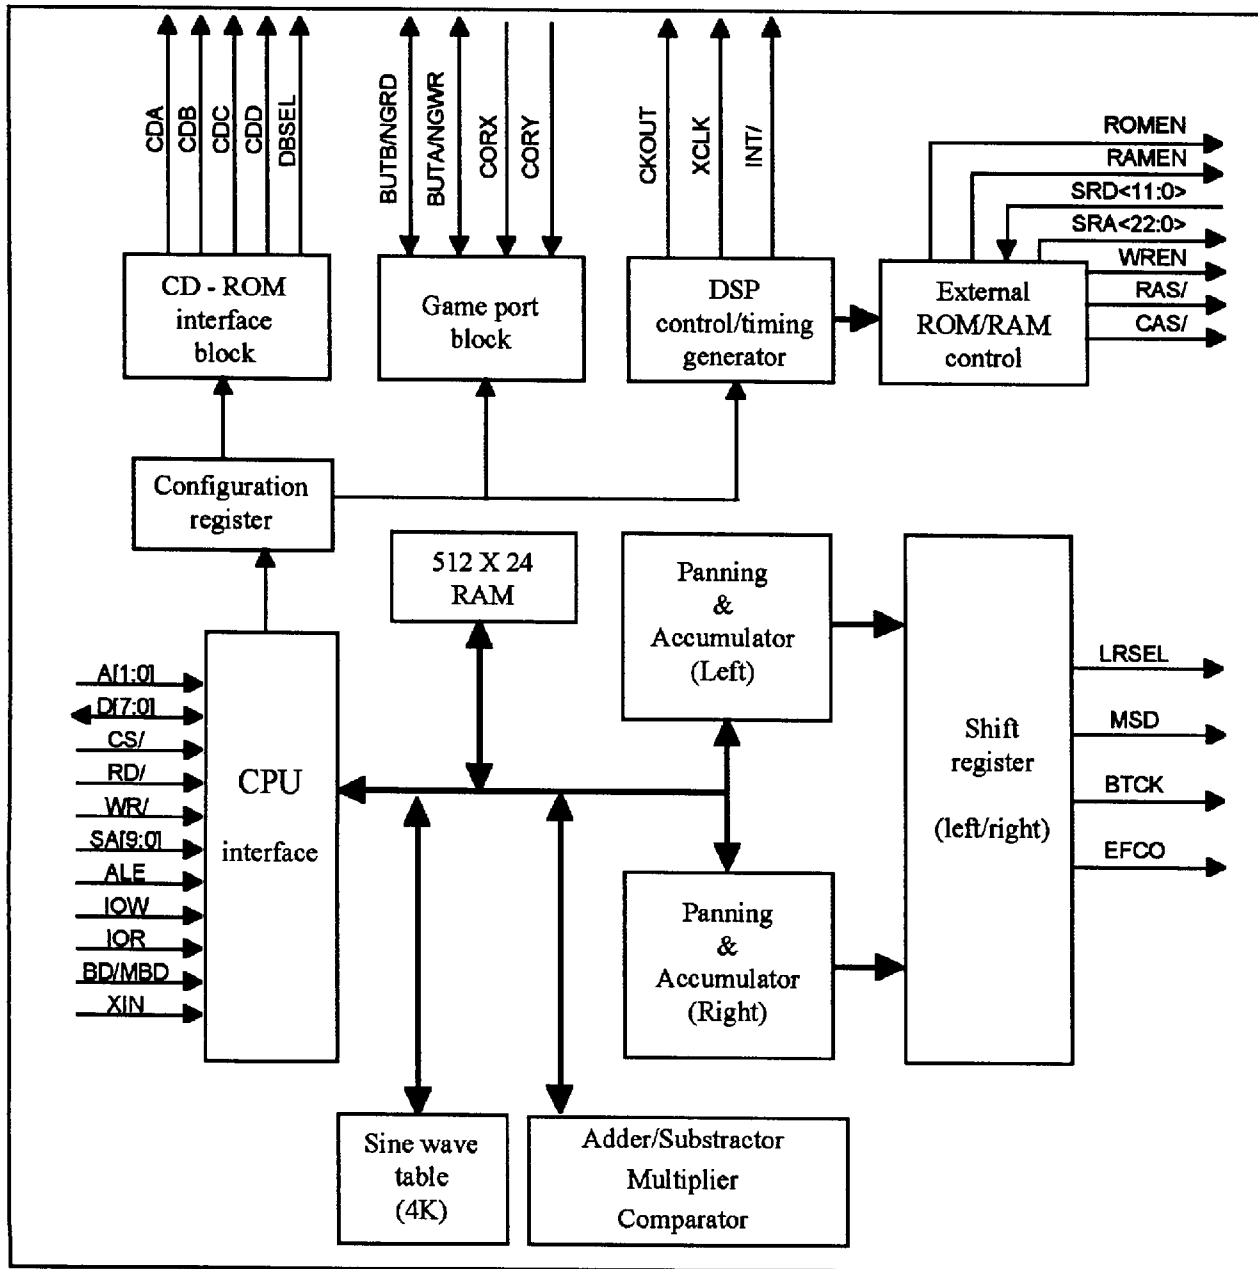 CDA
CDB
CDC
CDD
DBSEL
BUTB/NGRD
BUTA/NGWR
CORX
CORY
CKOUT
XCLK
INT/
ROMEN
RAMEN
SRD<11:0>
SRA<22:0>
WREN
RAS/
CAS/
CD - ROM
interface
block
Game port
block
DSP
control/timing
generator
External
ROM/RAM
control
Configuration
register
512 X 24
RAM
Panning
&
Accumulator
(Left)
A[1:0]
D[7:0]
CS/
RD/
WR/
SA[9:0]
ALE
IOW
IOR
BD/MBD
XIN
CPU
interface
Shift
register
(left/right)
LRSEL
MSD
BTCK
EFCO
Panning
&
Accumulator
(Right)
Sine wave
table
(4K)
Adder/Substractor
Multiplier
Comparator